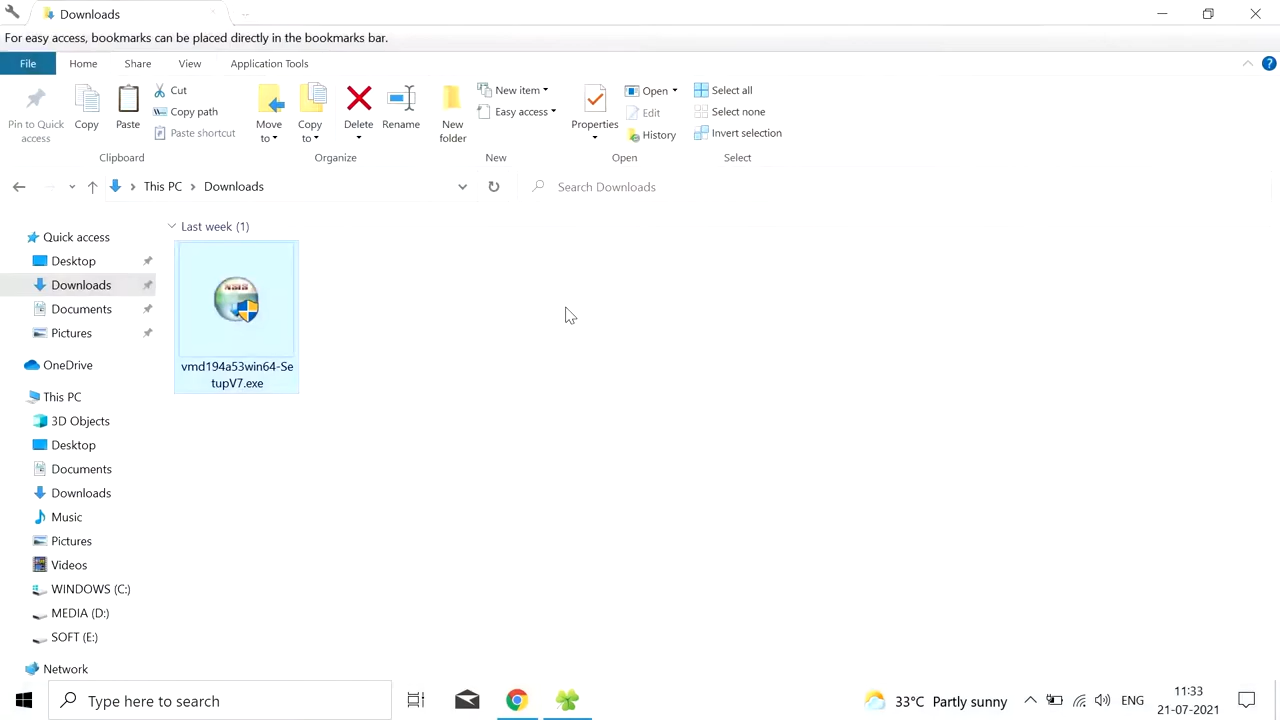 Downloads
For easy access, bookmarks can be placed directly in the bookmarks bar.
File Home Share View Application Tools
Pin to Quick access
Copy
Paste
Cut
Copy path
Paste shortcut
Clipboard
Move to
Copy to
Delete
Rename
Organize
New folder
New item
Easy access
New
Properties
Open
Edit
History
Open
Select all
Select none
Invert selection
Select
This PC > Downloads
Search Downloads
Quick access
Desktop
Downloads
Documents
Pictures
OneDrive
This PC
3D Objects
Desktop
Documents
Downloads
Music
Pictures
Videos
WINDOWS (C:)
MEDIA (D:)
SOFT (E:)
Network
Last week (1)
NSIS
vmd194a53win64-Se
tupV7.exe
Type here to search
33°C Partly sunny
ENG
11:33
21-07-2021